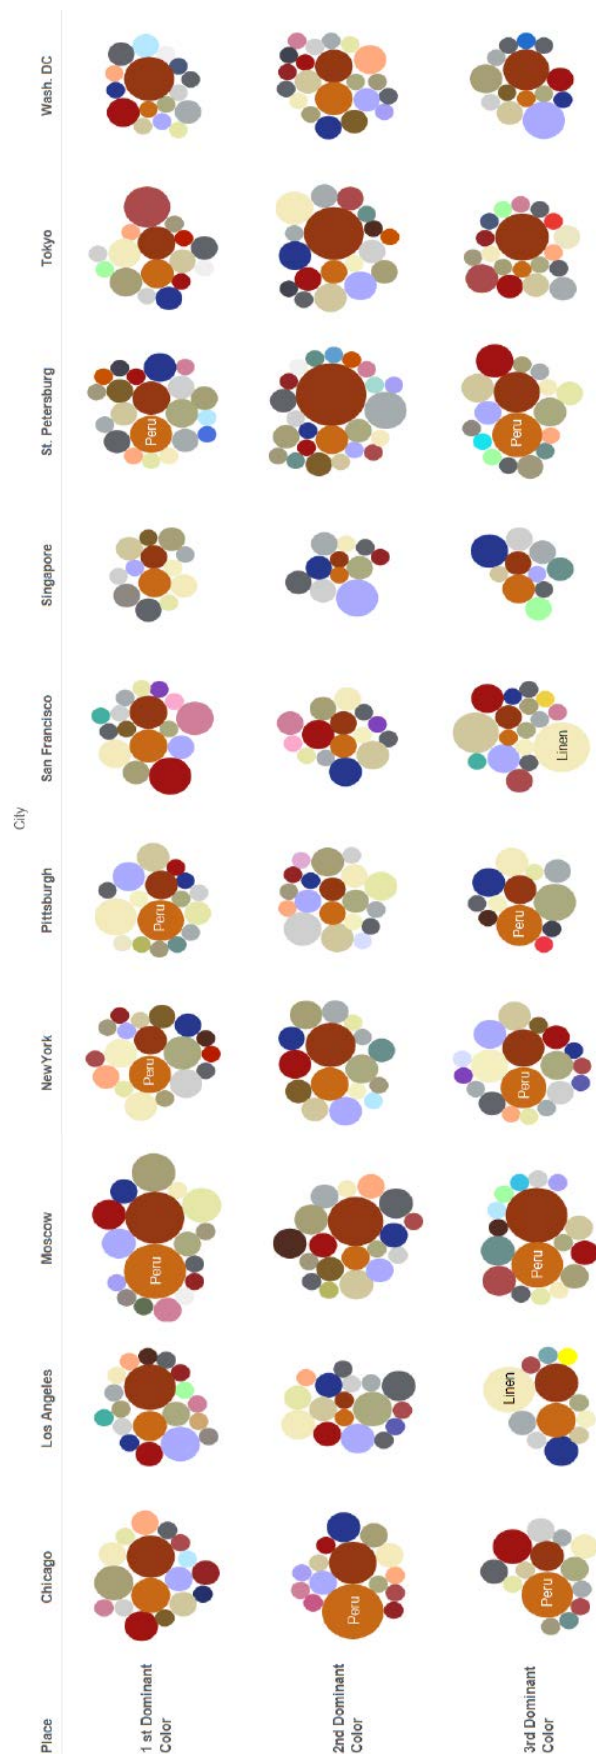 City
Place
Chicago
Los Angeles
Moscow
NewYork
Pittsburgh
San Francisco
Singapore
St. Petersburg
Tokyo
Wash. DC
1 st Dominant
Color
Peru
Peru
Peru
Peru
2nd Dominant
Color
Peru
3rd Dominant
Color
Peru
Linen
Peru
Peru
Peru
Linen
Peru